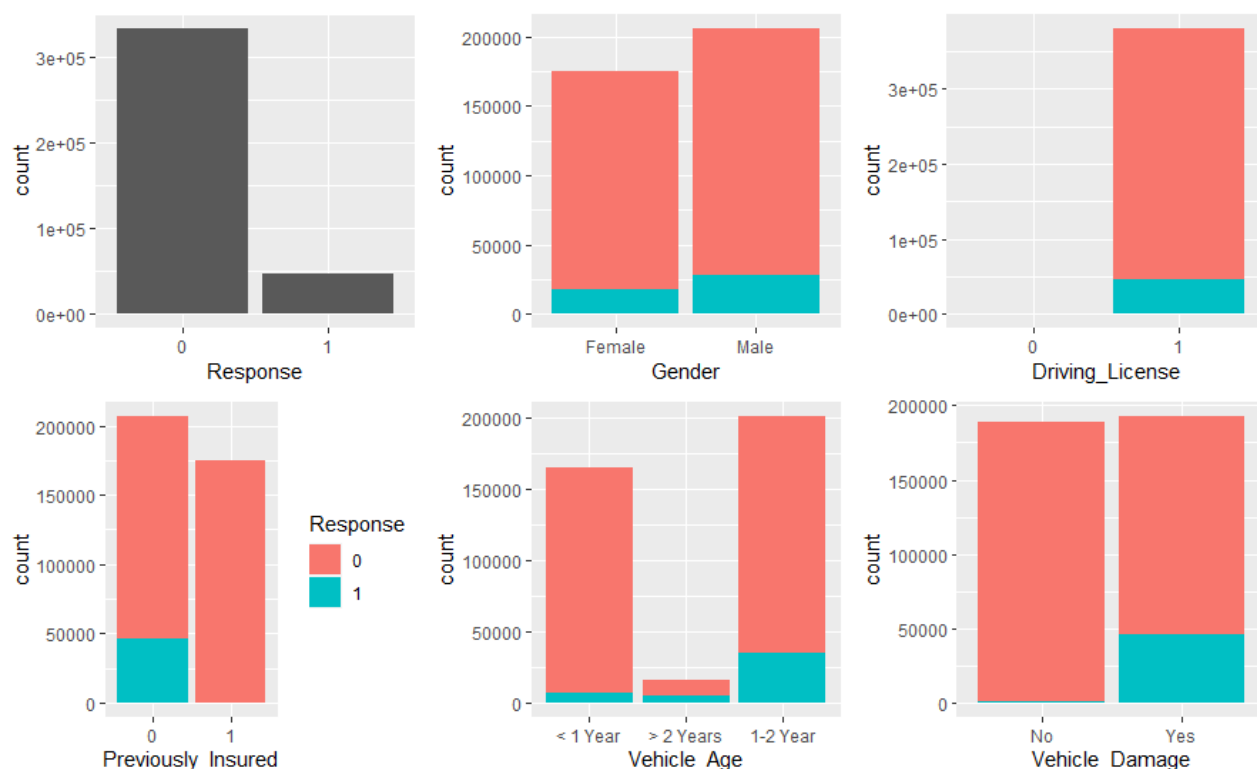 count
3e+05
2e+05
1e+05
0e+00
0 1
Response
count
200000
150000
100000
50000
0
Female Male
Gender
count
3e+05
2e+05
1e+05
0e+00
0 1
Driving_License
count
200000
150000
100000
50000
0
0 1
Previously_Insured
Response
0
1
count
200000
150000
100000
50000
0
< 1 Year > 2 Years 1-2 Year
Vehicle_Age
count
200000
150000
100000
50000
0
No Yes
Vehicle_Damage